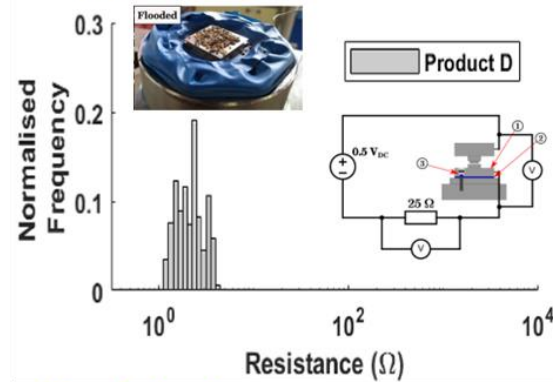 Flooded
0.3
0.2
0.1
0
Normalised
Frequency
Product D
0.5 V_DC
25 Ω
V
V
①
②
③
10^0
10^2
10^4
Resistance (Ω)